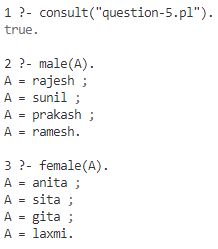 1 ?- consult("question-5.pl").
true.
2 ?- male(A).
A = rajesh ;
A = sunil ;
A = prakash ;
A = ramesh.
3 ?- female(A).
A = anita ;
A = sita ;
A = gita ;
A = laxmi.